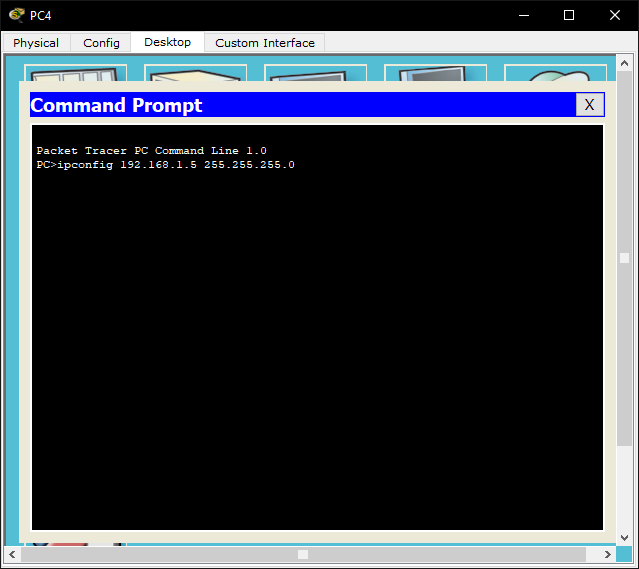 PC4
Physical Config Desktop Custom Interface
Command Prompt X
Packet Tracer PC Command Line 1.0
PC>ipconfig 192.168.1.5 255.255.255.0